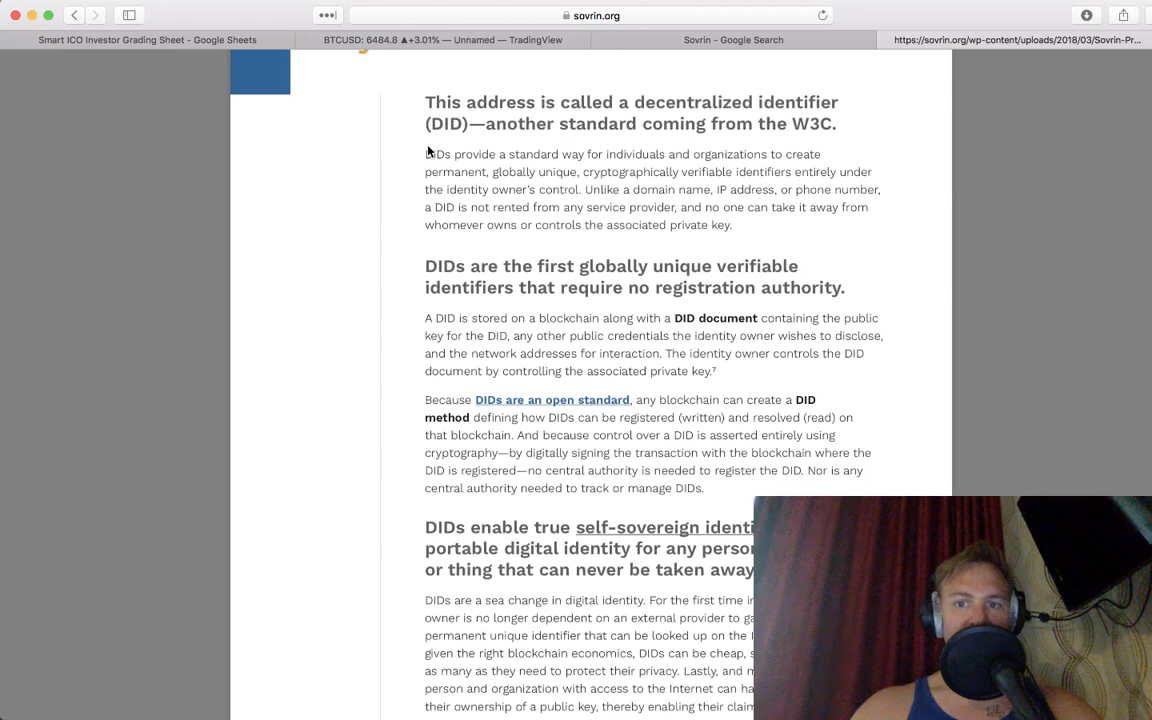 sovrin.org
Smart ICO Investor Grading Sheet - Google Sheets
BTCUSD: 6484.8 ▲+3.01% — Unnamed — TradingView
Sovrin - Google Search
https://sovrin.org/wp-content/uploads/2018/03/Sovrin-Pr...
This address is called a decentralized identifier
(DID)—another standard coming from the W3C.
DIDs provide a standard way for individuals and organizations to create
permanent, globally unique, cryptographically verifiable identifiers entirely under
the identity owner's control. Unlike a domain name, IP address, or phone number,
a DID is not rented from any service provider, and no one can take it away from
whomever owns or controls the associated private key.
DIDs are the first globally unique verifiable
identifiers that require no registration authority.
A DID is stored on a blockchain along with a DID document containing the public
key for the DID, any other public credentials the identity owner wishes to disclose,
and the network addresses for interaction. The identity owner controls the DID
document by controlling the associated private key.⁷
Because DIDs are an open standard, any blockchain can create a DID
method defining how DIDs can be registered (written) and resolved (read) on
that blockchain. And because control over a DID is asserted entirely using
cryptography—by digitally signing the transaction with the blockchain where the
DID is registered—no central authority is needed to register the DID. Nor is any
central authority needed to track or manage DIDs.
DIDs enable true self-sovereign
portable digital identity for any
or thing that can never be taken away
DIDs are a sea change in digital identity. For the first time
owner is no longer dependent on an external provider to
permanent unique identifier that can be looked up on the
given the right blockchain economics, DIDs can be cheap,
as many as they need to protect their privacy. Lastly, and
person and organization with access to the Internet can
their ownership of a public key, thereby enabling their